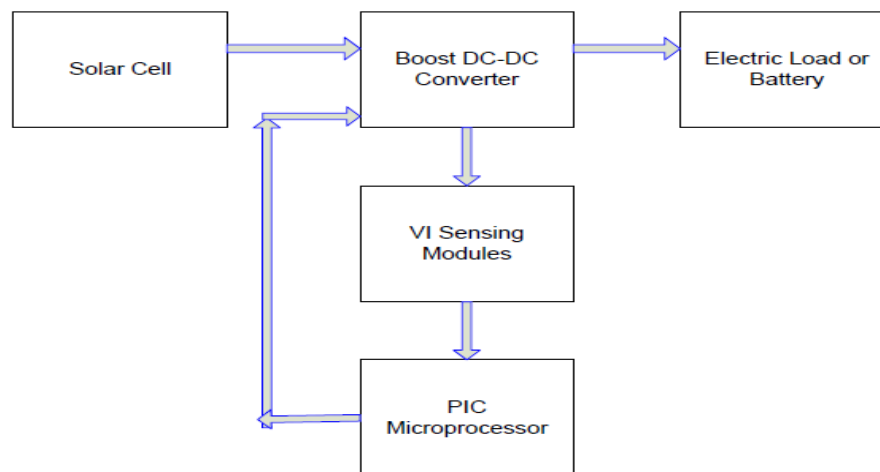 Solar Cell
Boost DC-DC
Converter
Electric Load or
Battery
VI Sensing
Modules
PIC
Microprocessor